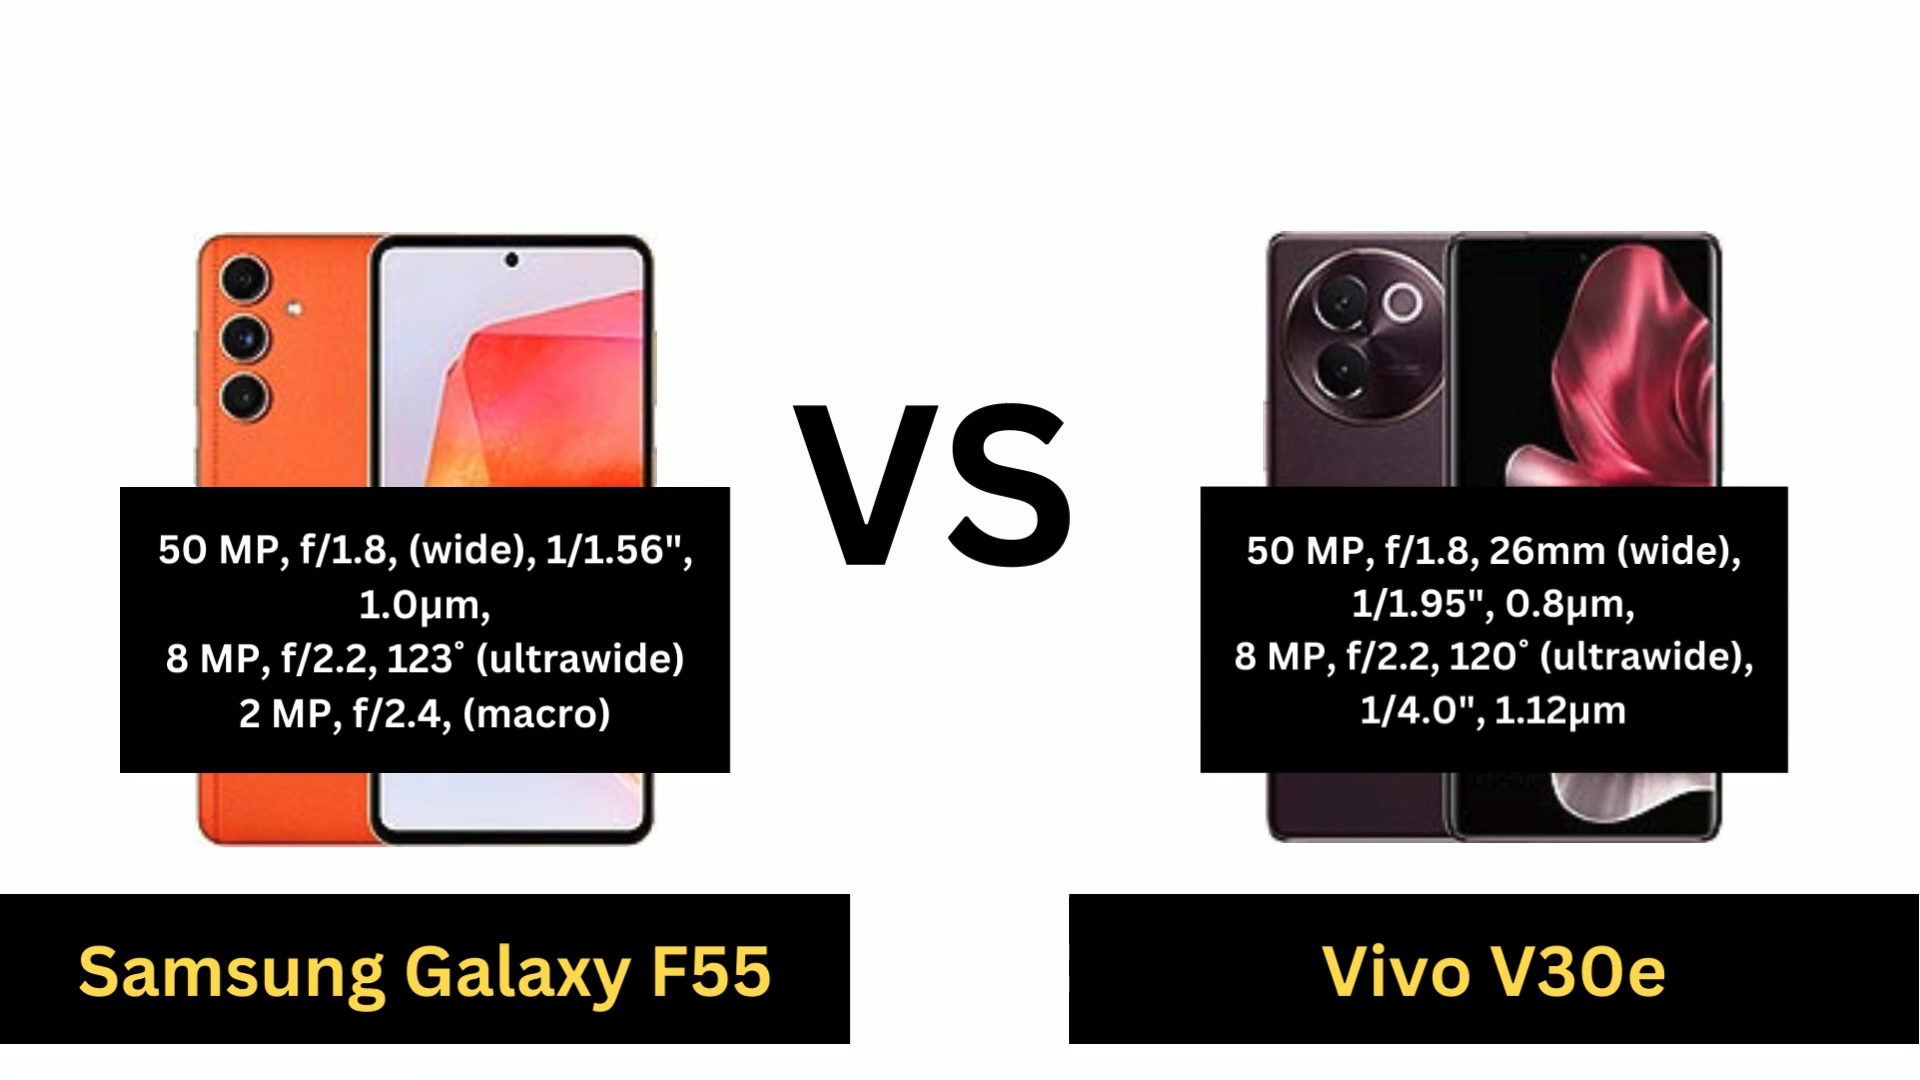 VS
50 MP, f/1.8, (wide), 1/1.56",
1.0µm,
8 MP, f/2.2, 123˚ (ultrawide)
2 MP, f/2.4, (macro)
50 MP, f/1.8, 26mm (wide),
1/1.95", 0.8µm,
8 MP, f/2.2, 120˚ (ultrawide),
1/4.0", 1.12µm
Samsung Galaxy F55
Vivo V30e